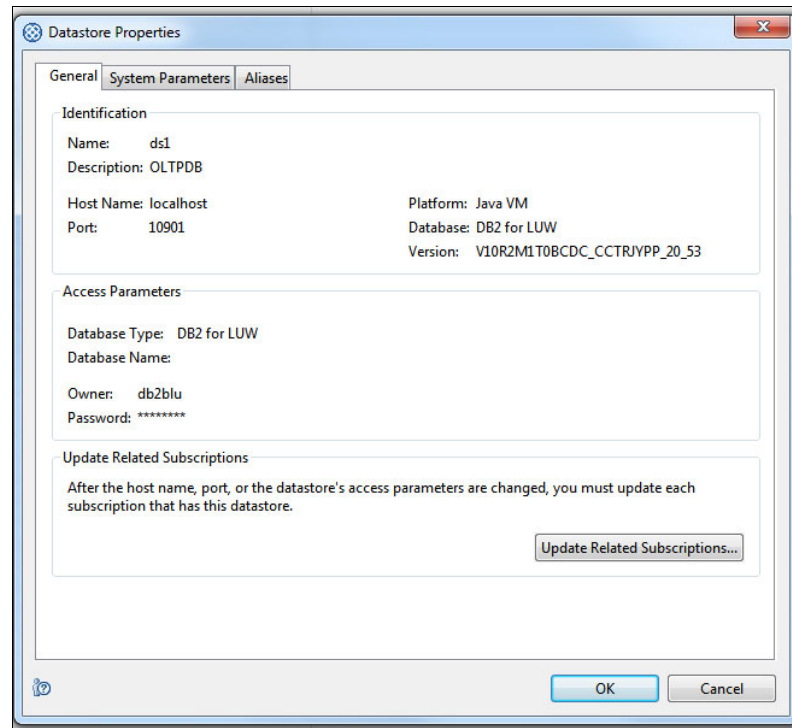 Datastore Properties
General System Parameters Aliases
Identification
Name: ds1
Description: OLTPDB
Host Name: localhost
Port: 10901
Platform: Java VM
Database: DB2 for LUW
Version: V10R2M1T0BCDC_CCTRJYPP_20_53
Access Parameters
Database Type: DB2 for LUW
Database Name:
Owner: db2blu
Password: ********
Update Related Subscriptions
After the host name, port, or the datastore's access parameters are changed, you must update each
subscription that has this datastore.
Update Related Subscriptions...
OK Cancel